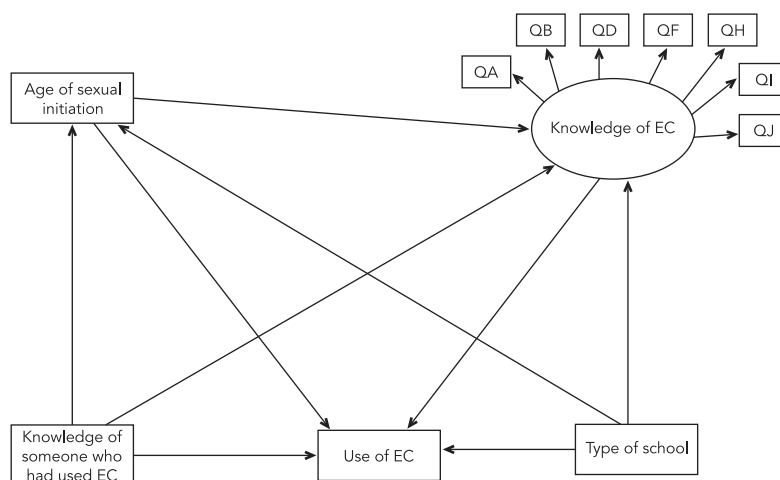 QB
QD
QF
QH
QA
QI
QJ
Age of sexual
initiation
Knowledge of EC
Knowledge of
someone who
had used EC
Use of EC
Type of school